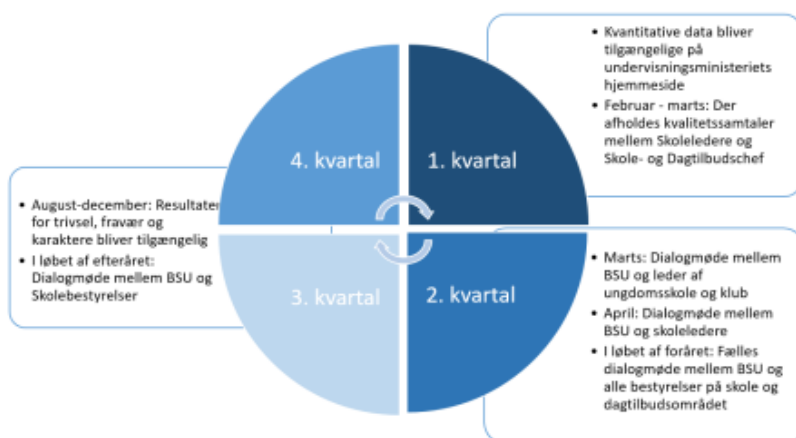 • Kvantitative data bliver
tilgængelige på
undervisningsministeriets
hjemmeside
• Februar - marts: Der
afholdes kvalitetssamtaler
mellem Skoleledere og
Skole- og Dagtilbudschef
4. kvartal
1. kvartal
• August-december: Resultater
for trivsel, fravær og
karaktere bliver tilgængelig
• I løbet af efteråret:
Dialogmøde mellem BSU og
Skolebestyrelser
3. kvartal
2. kvartal
• Marts: Dialogmøde mellem
BSU og leder af
ungdomsskole og klub
• April: Dialogmøde mellem
BSU og skoleledere
• I løbet af foråret: Fælles
dialogmøde mellem BSU og
alle bestyrelser på skole og
dagtilbudsområdet